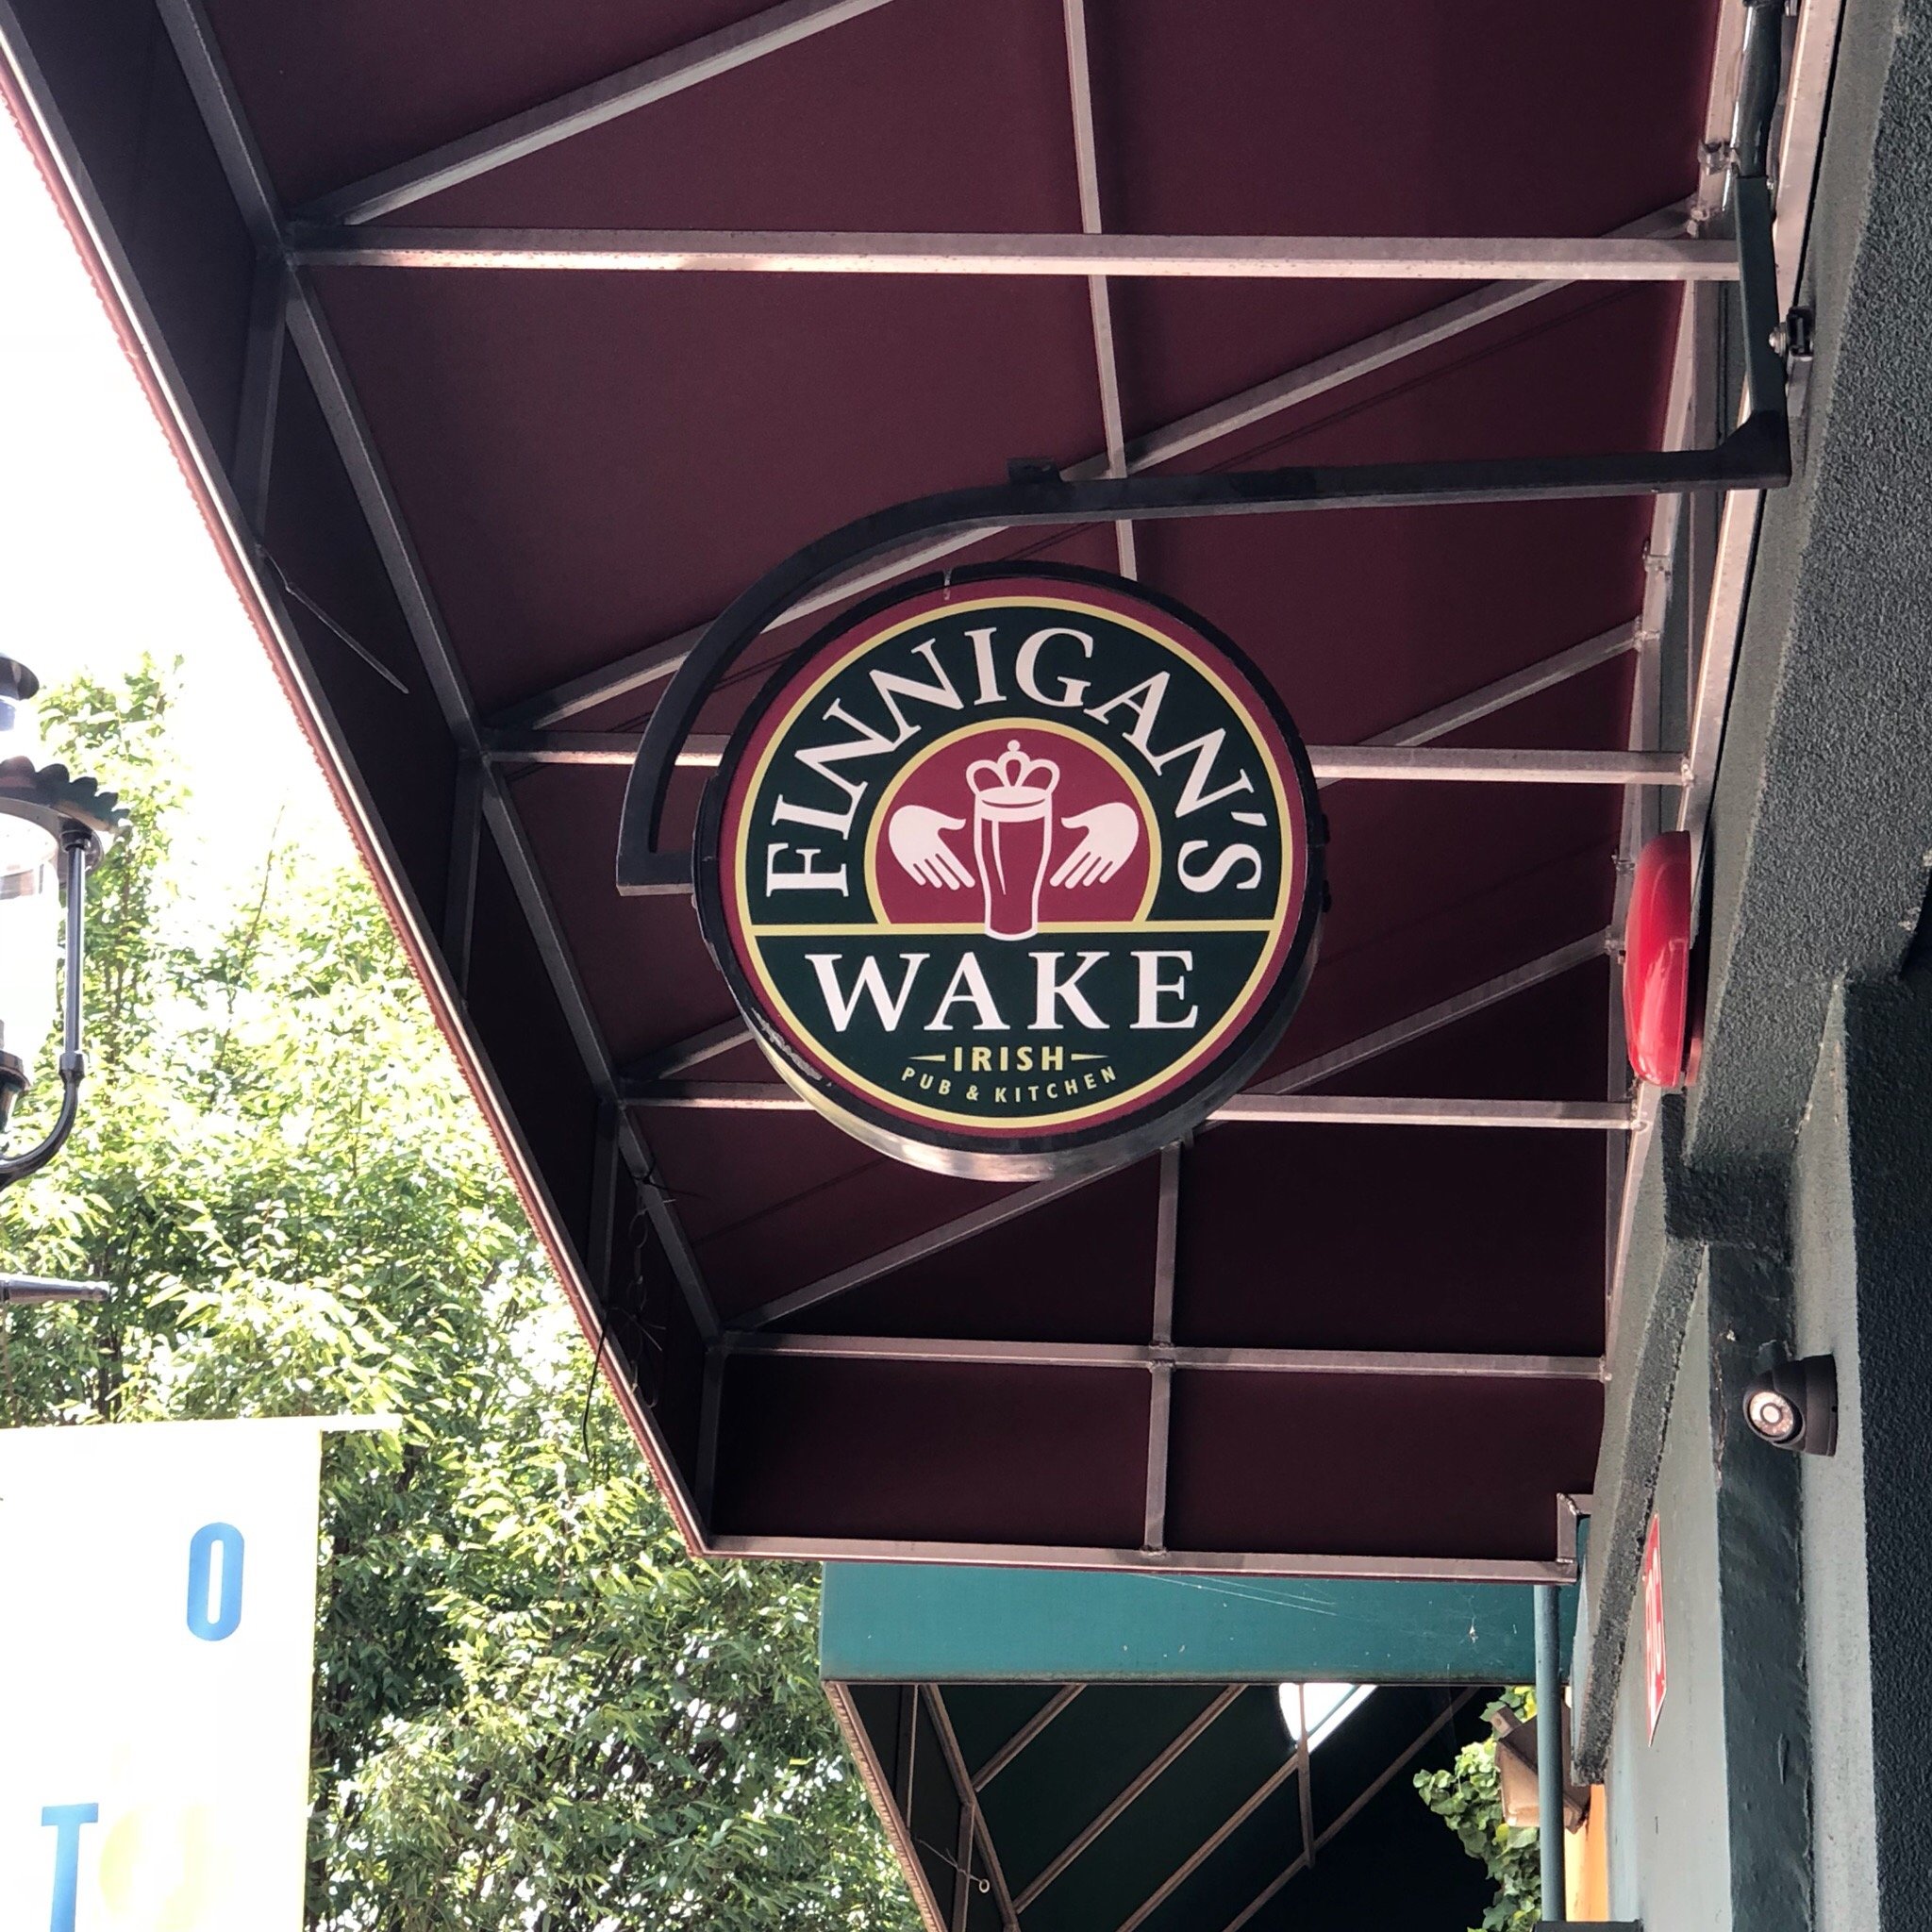 FINNIGAN'S
WAKE
IRISH
PUB & KITCHEN
O
T